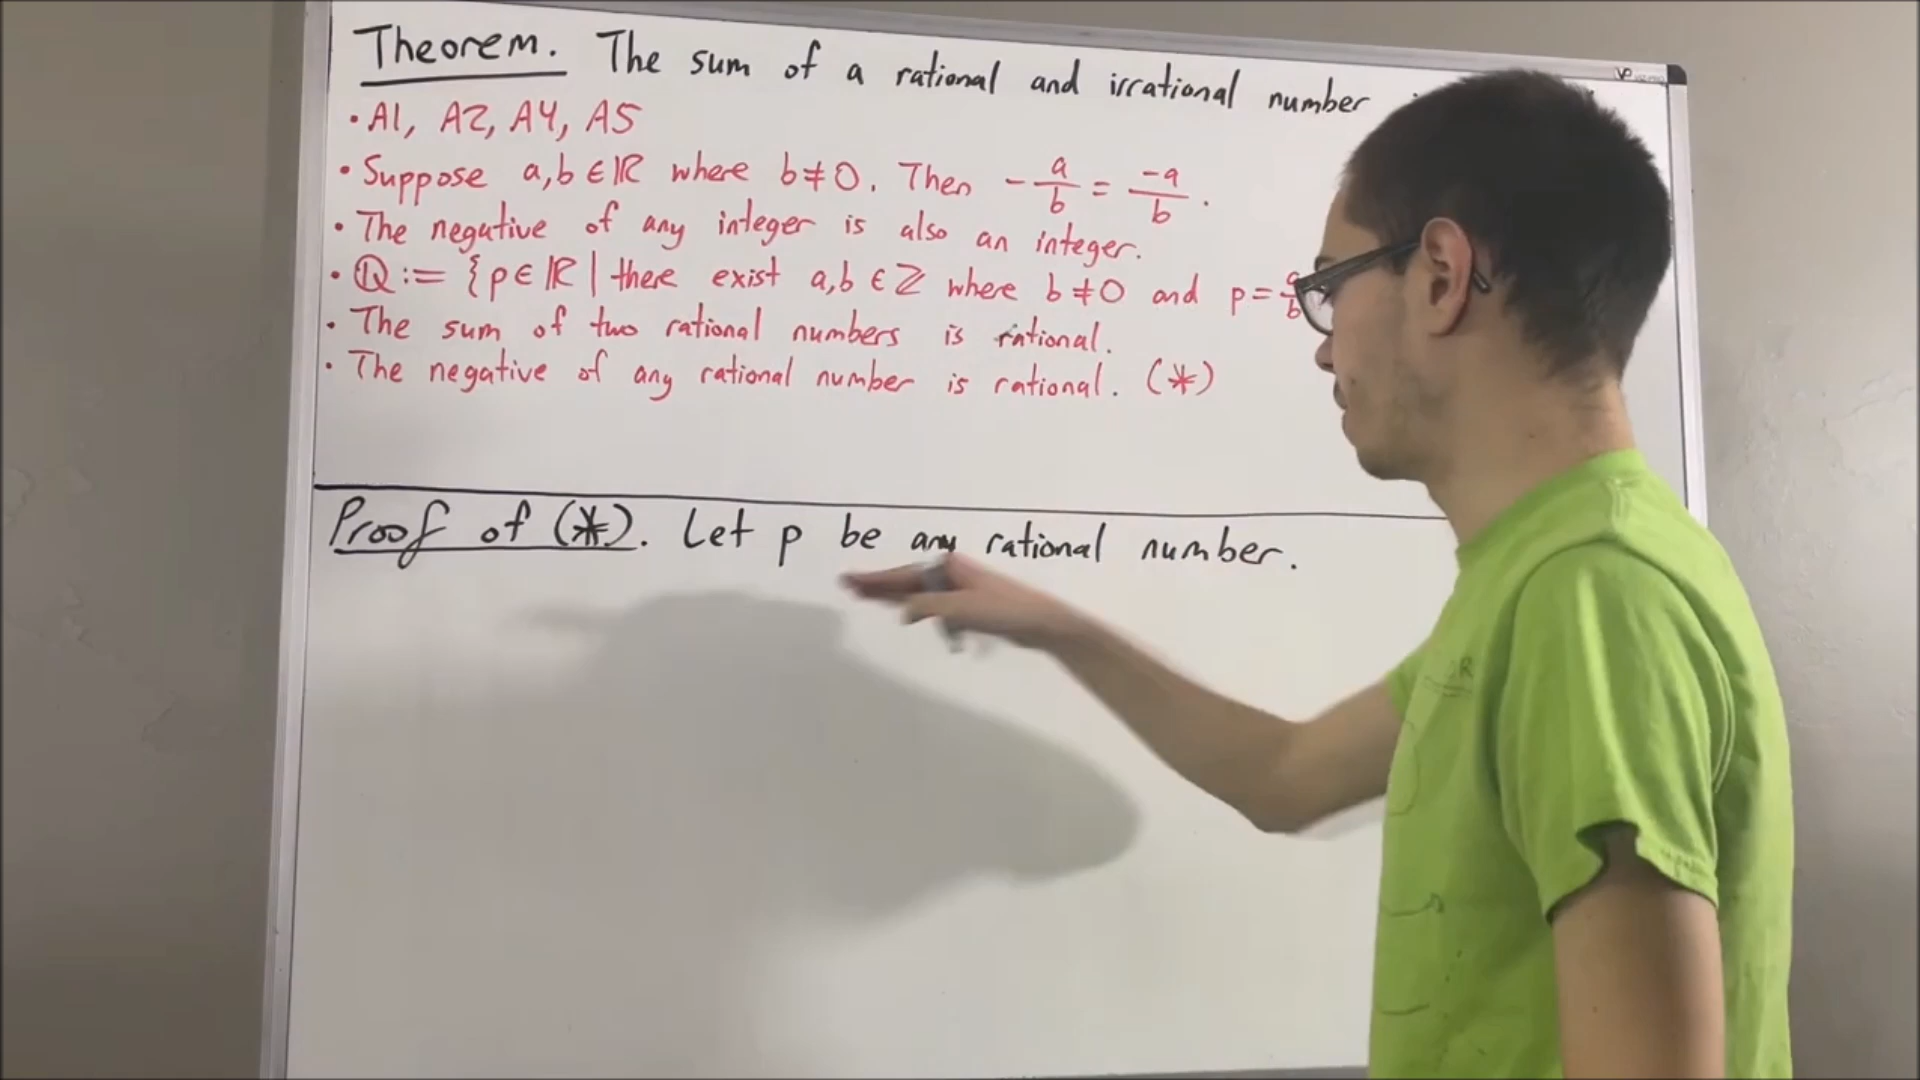 Theorem. The sum of a rational and irrational number
• A1, A2, A4, A5
• Suppose a, b ∈ ℝ where b ≠ 0. Then -a/b = -a/b.
• The negative of any integer is also an integer.
• ℚ := {p ∈ ℝ | there exist a, b ∈ ℤ where b ≠ 0 and p =
• The sum of two rational numbers is rational.
• The negative of any rational number is rational. (*)
Proof of (*). Let p be any rational number.